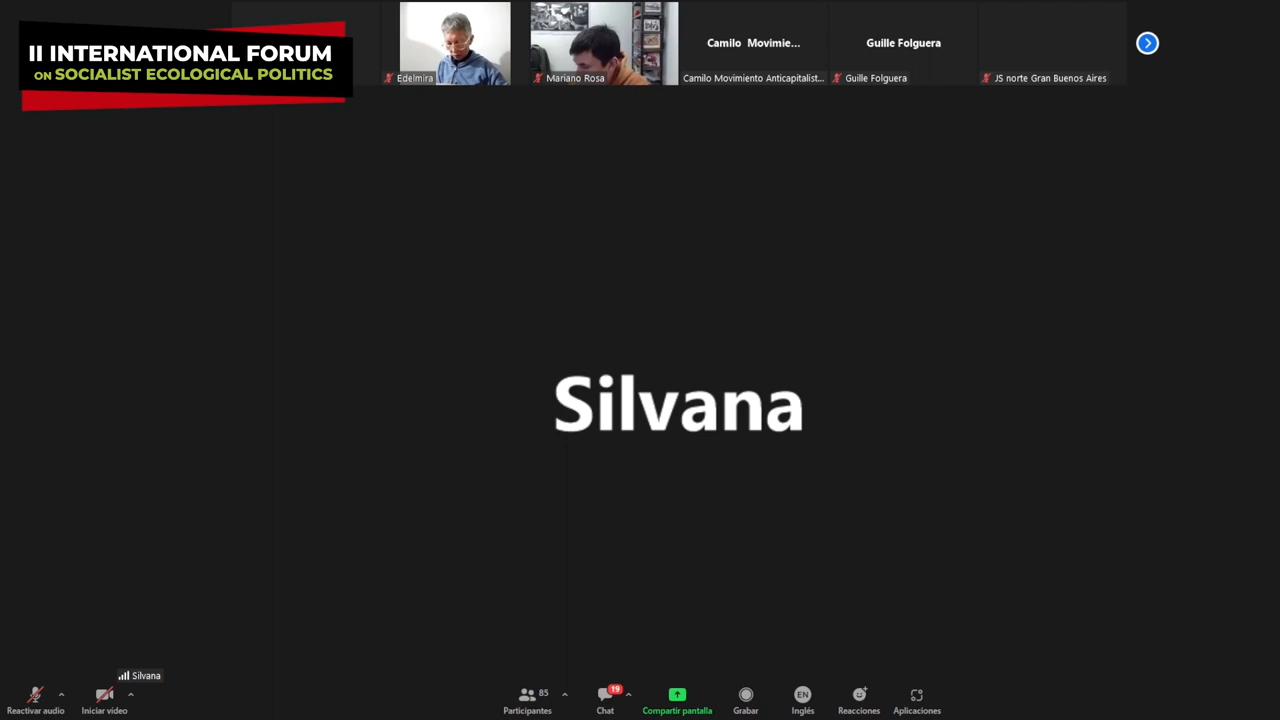 II INTERNATIONAL FORUM
ON SOCIALIST ECOLOGICAL POLITICS
Camilo Movimie...
Guille Folguera
Edelmira
Mariano Rosa
Camilo Movimiento Anticapitalist...
Guille Folguera
JS norte Gran Buenos Aires
Silvana
Silvana
85
19
EN
Reactivar audio
Iniciar video
Participantes
Chat
Compartir pantalla
Grabar
Inglés
Reacciones
Aplicaciones